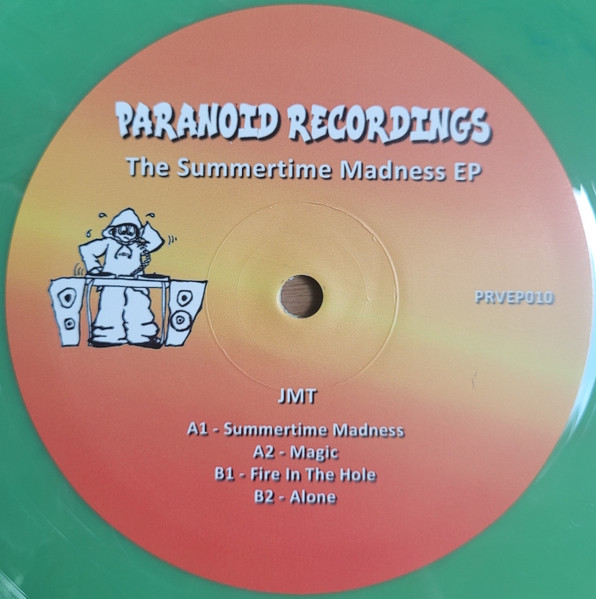 PARANOID RECORDINGS
The Summertime Madness EP
PRVEP010
JMT
A1 - Summertime Madness
A2 - Magic
B1 - Fire In The Hole
B2 - Alone